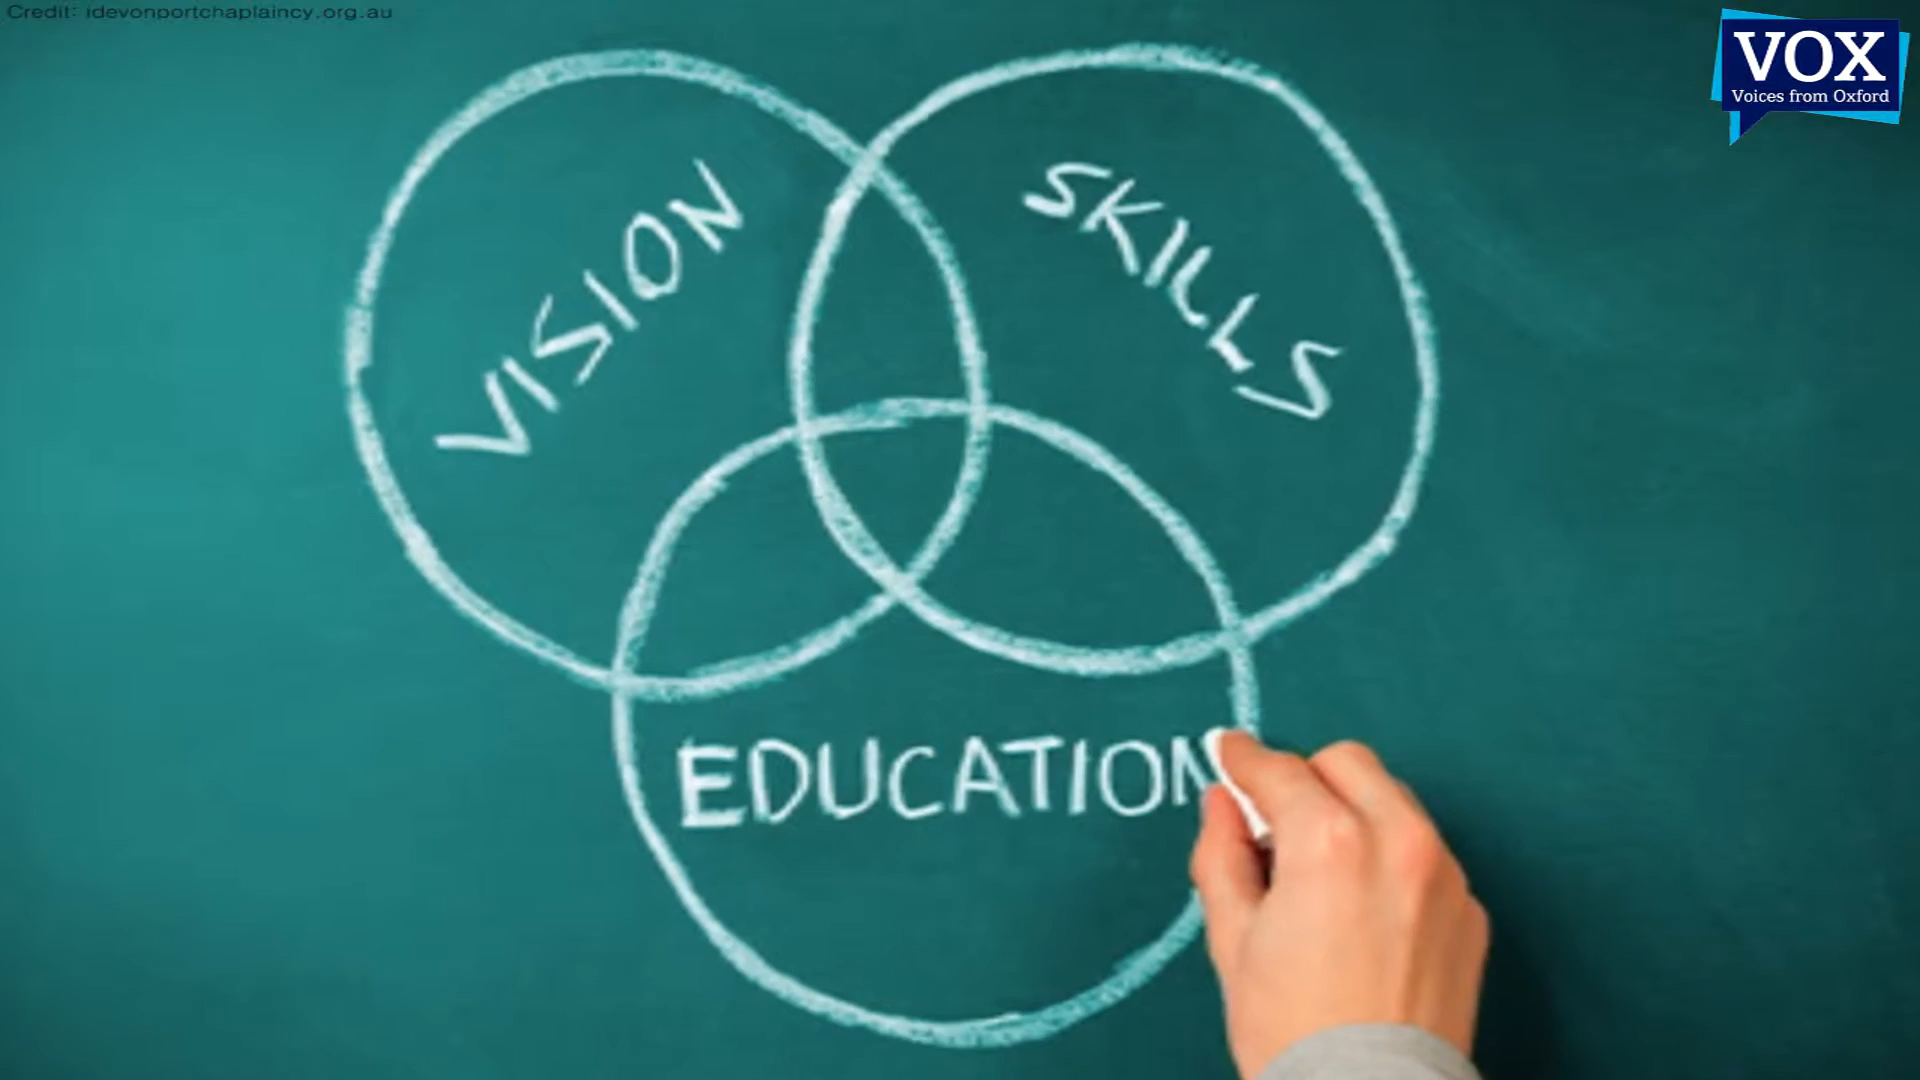 Credit: idevonportchaplaincy.org.au
VOX
Voices from Oxford
VISION
SKILLS
EDUCATION